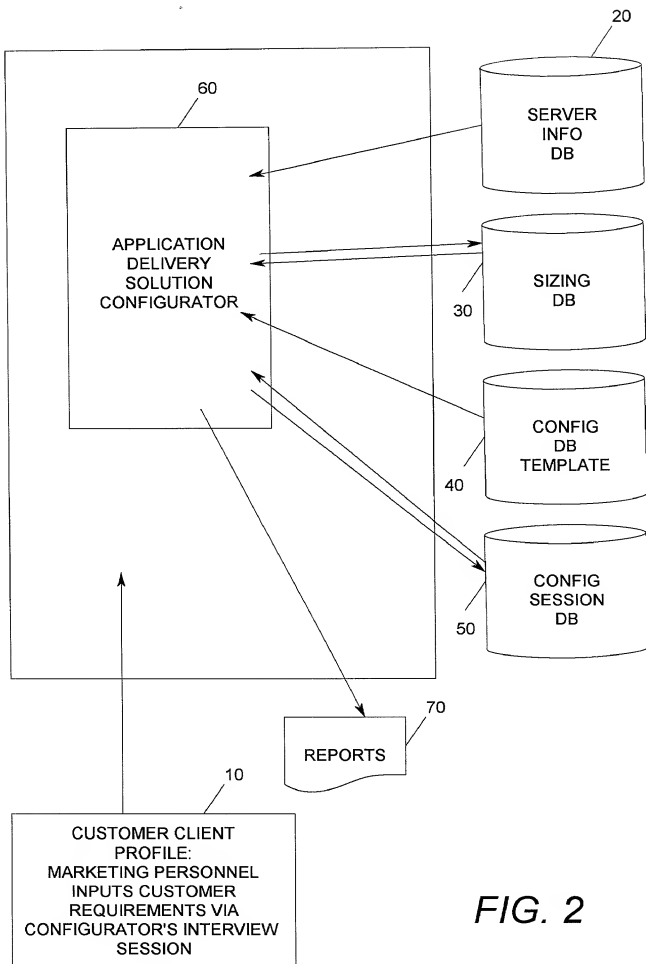 20
SERVER
INFO
DB
60
APPLICATION
DELIVERY
SOLUTION
CONFIGURATOR
30
SIZING
DB
40
CONFIG
DB
TEMPLATE
50
CONFIG
SESSION
DB
70
REPORTS
10
CUSTOMER CLIENT
PROFILE:
MARKETING PERSONNEL
INPUTS CUSTOMER
REQUIREMENTS VIA
CONFIGURATOR'S INTERVIEW
SESSION
FIG. 2